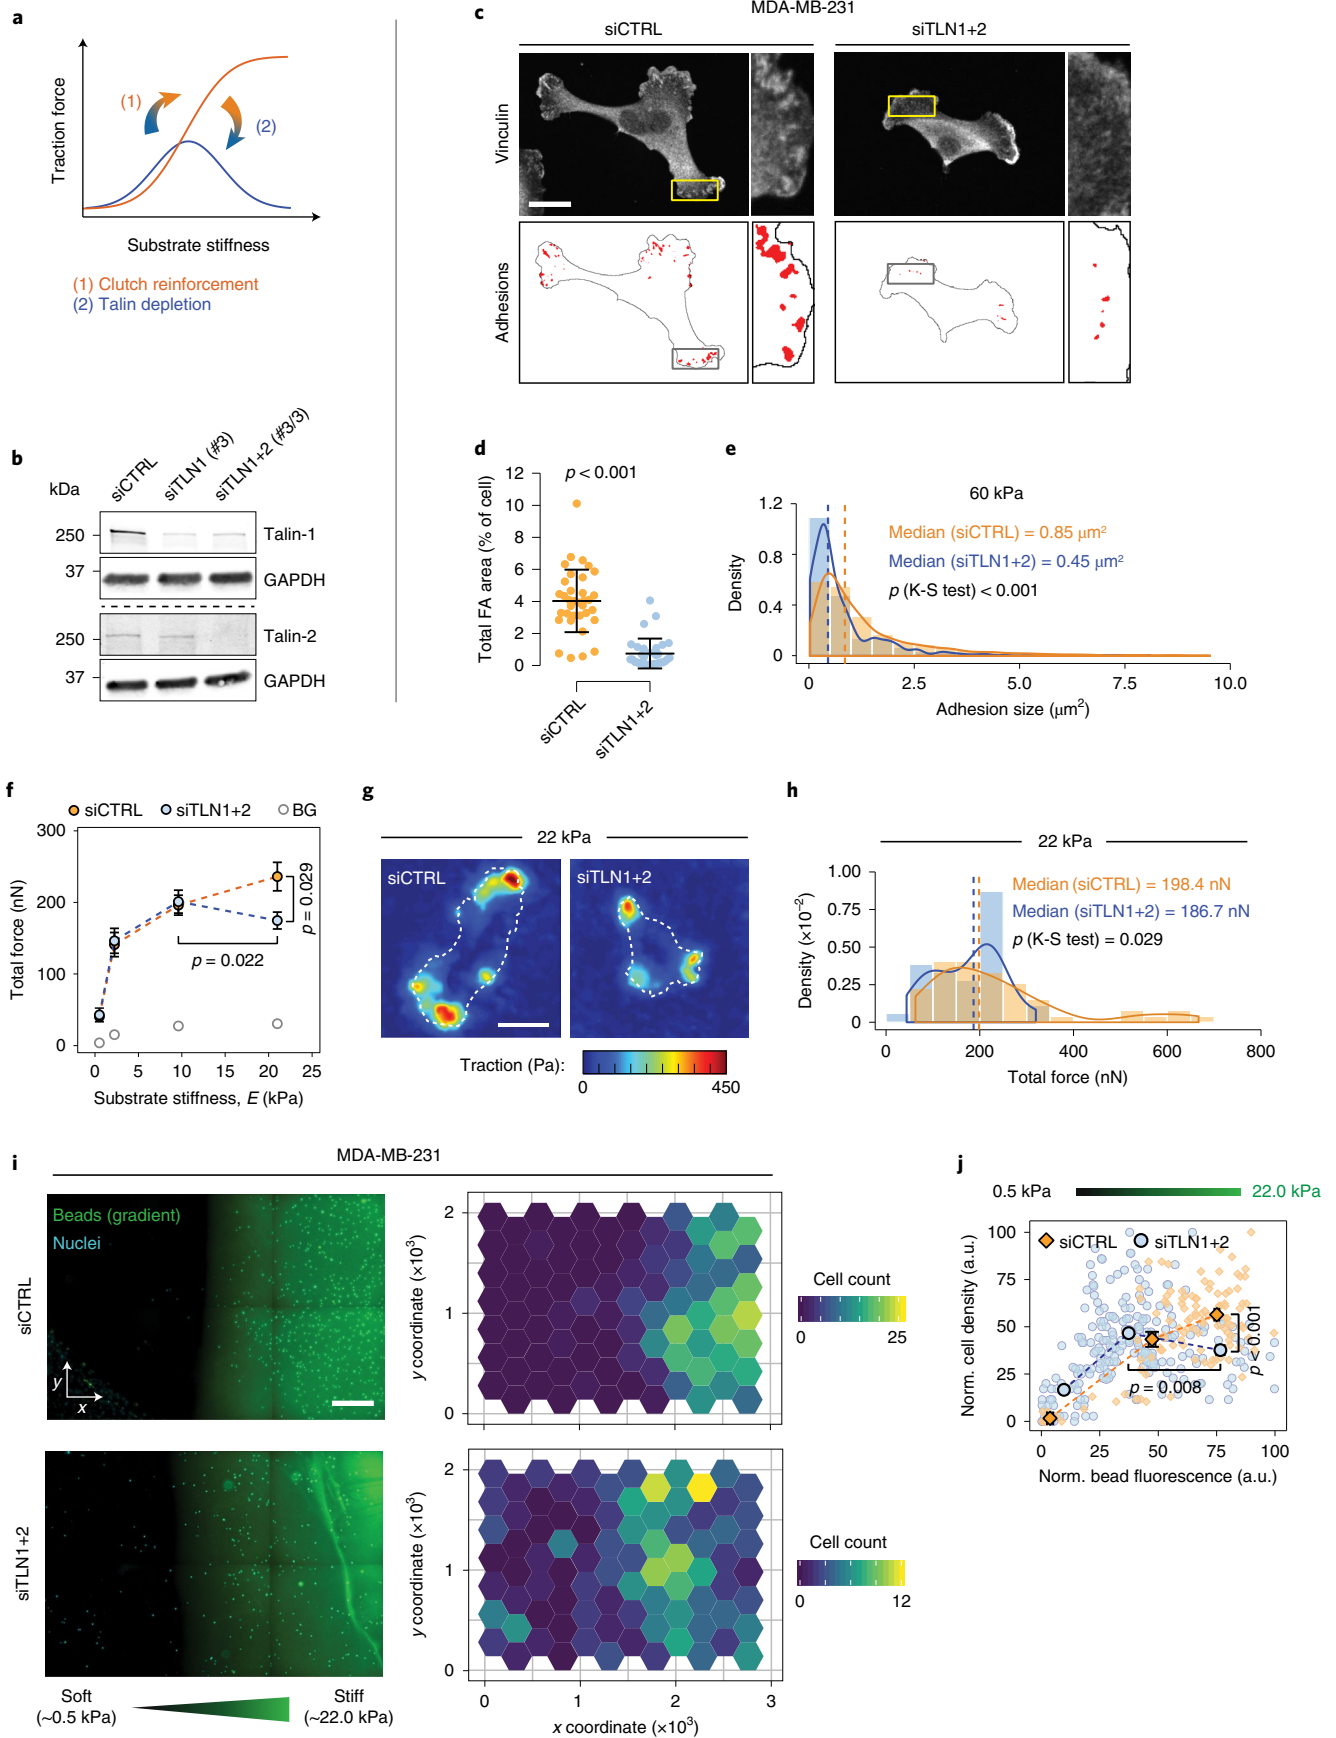 a
Traction force
(1)
(2)
Substrate stiffness
(1) Clutch reinforcement
(2) Talin depletion
b
kDa
siCTRL
siTLN1 (#3)
siTLN1+2 (#3/3)
250
Talin-1
37
GAPDH
250
Talin-2
37
GAPDH
c
MDA-MB-231
siCTRL
siTLN1+2
Vinculin
Adhesions
d
p < 0.001
Total FA area (% of cell)
12
10
8
6
4
2
0
siCTRL
siTLN1+2
e
60 kPa
Median (siCTRL) = 0.85 μm²
Median (siTLN1+2) = 0.45 μm²
p (K-S test) < 0.001
Density
1.2
0.8
0.4
0
0
2.5
5.0
7.5
10.0
Adhesion size (μm²)
f
siCTRL
siTLN1+2
BG
Total force (nN)
300
200
100
0
p = 0.029
p = 0.022
0
5
10
15
20
25
Substrate stiffness, E (kPa)
g
22 kPa
siCTRL
siTLN1+2
Traction (Pa):
0
450
h
22 kPa
Median (siCTRL) = 198.4 nN
Median (siTLN1+2) = 186.7 nN
p (K-S test) = 0.029
Density (×10⁻²)
1.00
0.75
0.50
0.25
0
0
200
400
600
800
Total force (nN)
i
MDA-MB-231
siCTRL
Beads (gradient)
Nuclei
y
x
siTLN1+2
Soft
(~0.5 kPa)
Stiff
(~22.0 kPa)
y coordinate (×10³)
2
1
0
Cell count
0
25
y coordinate (×10³)
2
1
0
Cell count
0
12
0
1
2
3
x coordinate (×10³)
j
0.5 kPa
22.0 kPa
siCTRL
siTLN1+2
Norm. cell density (a.u.)
100
75
50
25
0
p < 0.001
p = 0.008
0
25
50
75
100
Norm. bead fluorescence (a.u.)